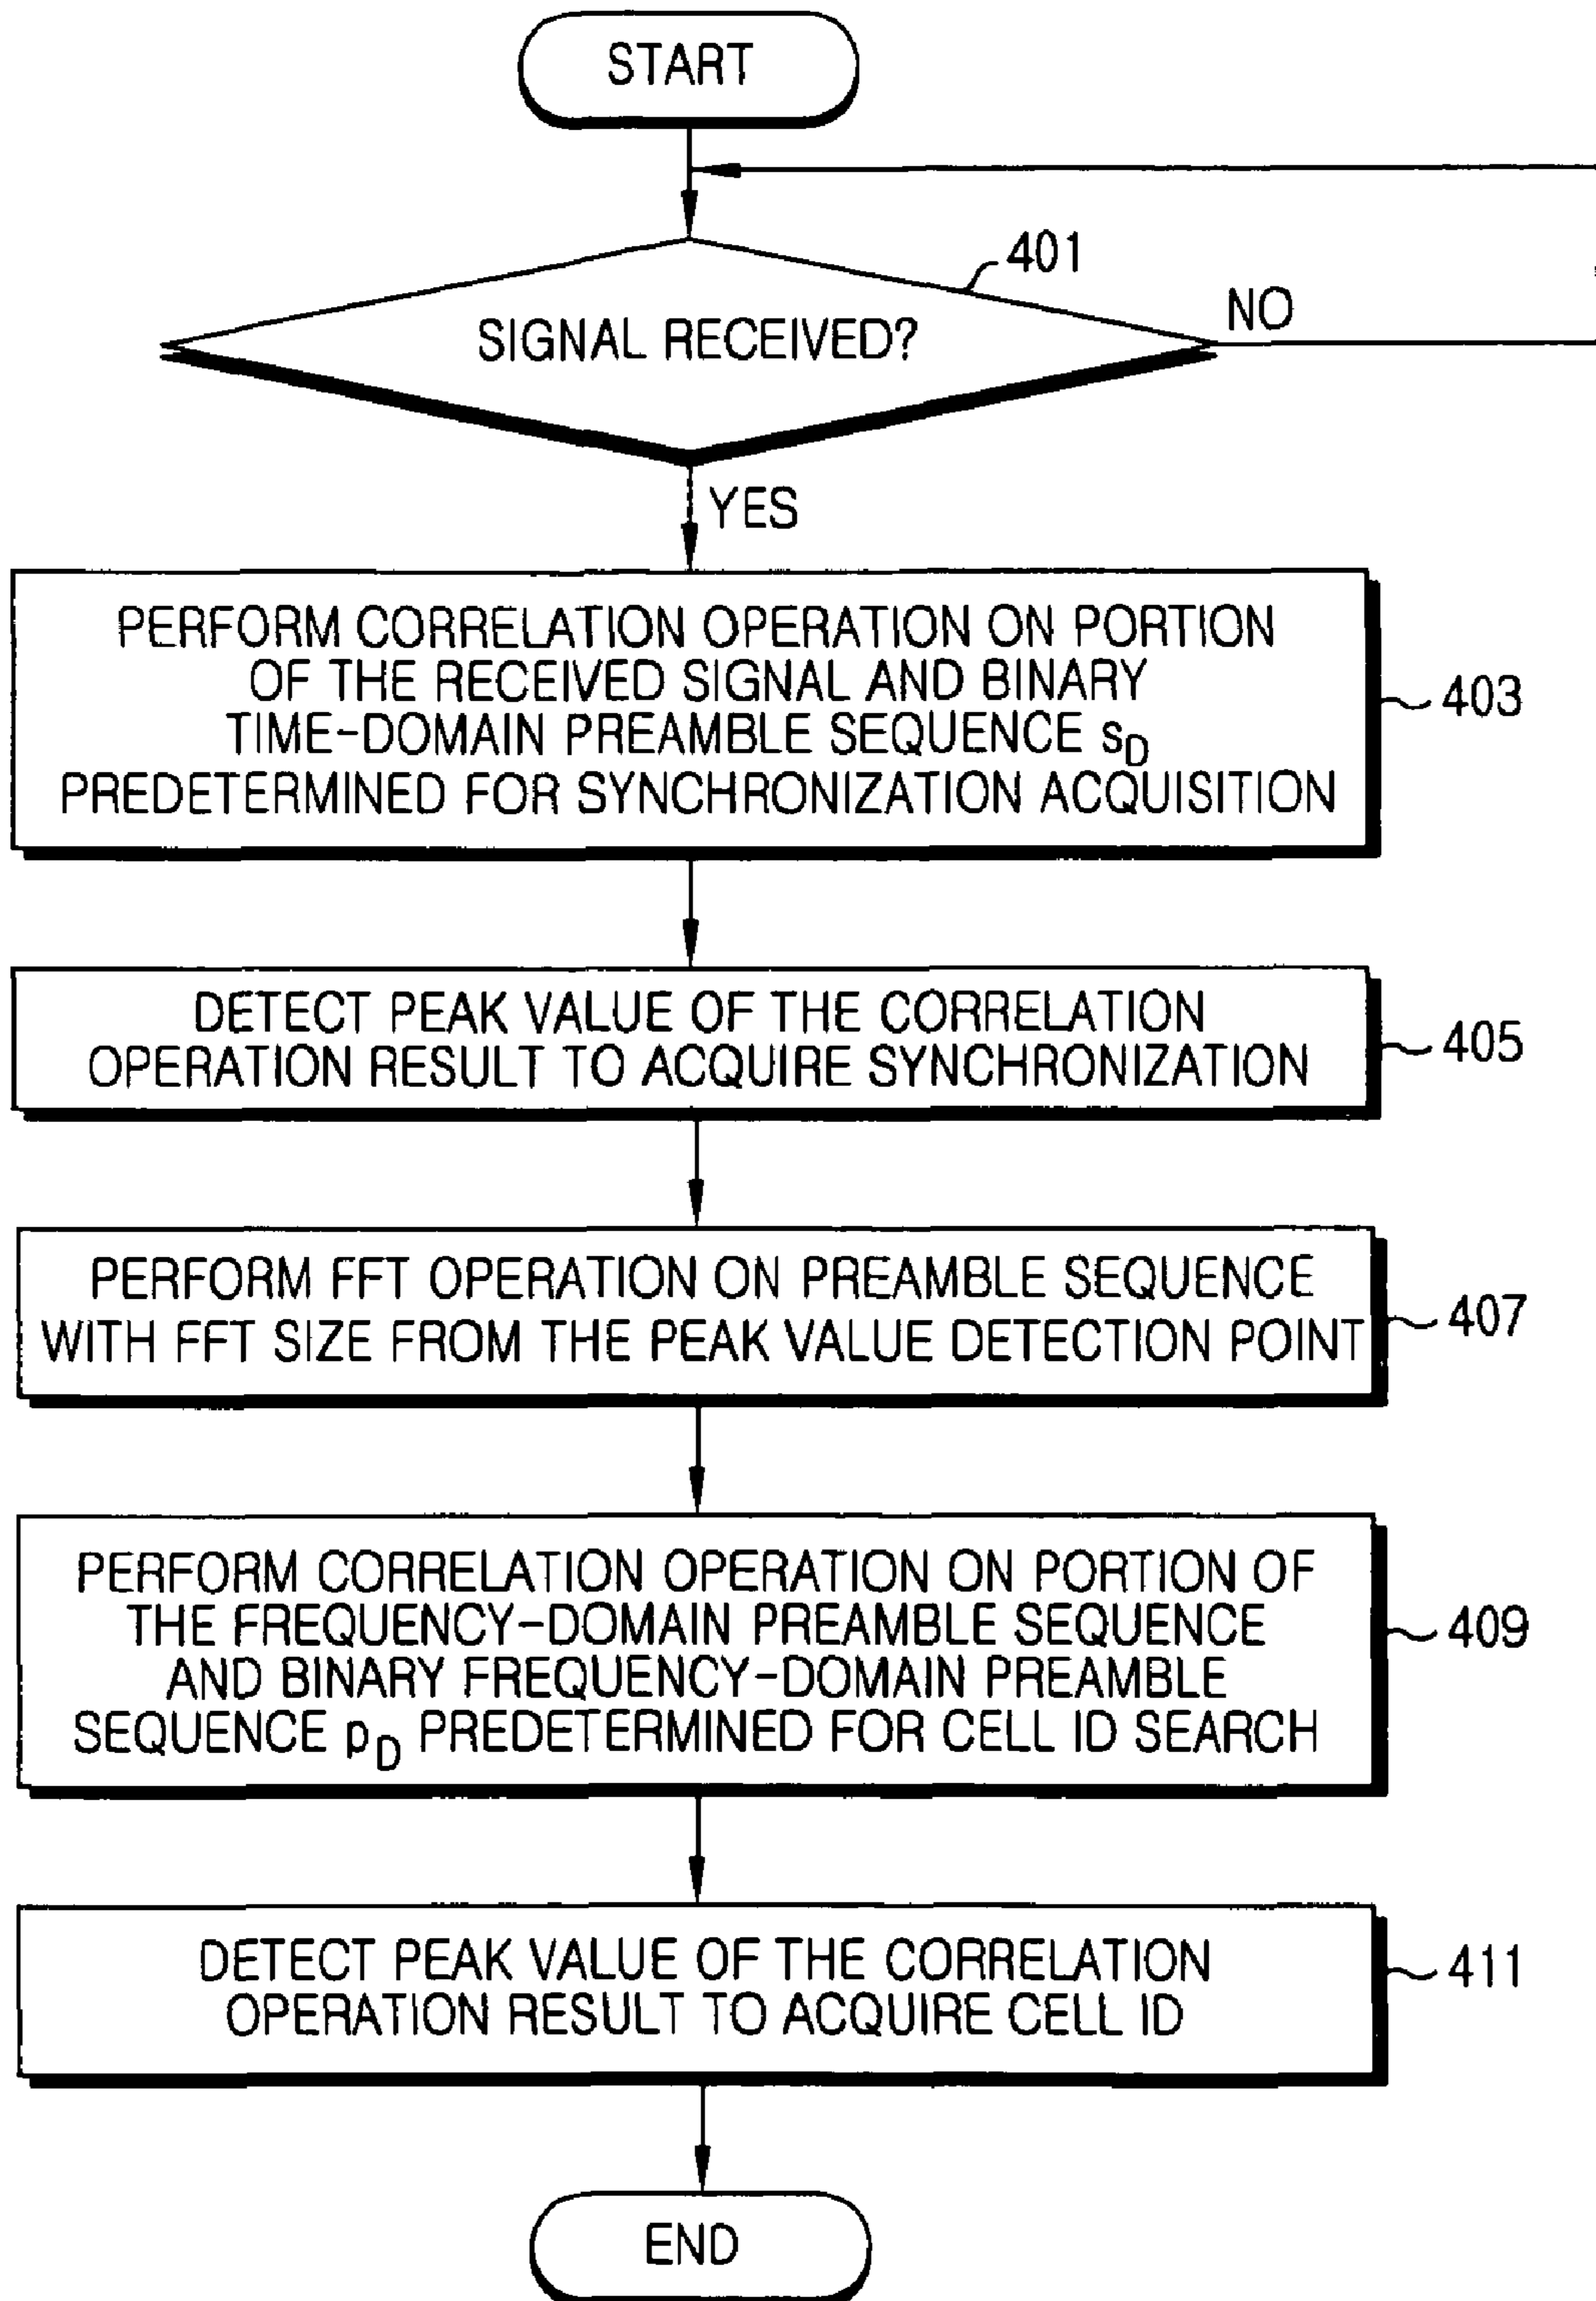 START
401
SIGNAL RECEIVED?
NO
YES
PERFORM CORRELATION OPERATION ON PORTION
OF THE RECEIVED SIGNAL AND BINARY
TIME-DOMAIN PREAMBLE SEQUENCE sD
PREDETERMINED FOR SYNCHRONIZATION ACQUISITION
403
DETECT PEAK VALUE OF THE CORRELATION
OPERATION RESULT TO ACQUIRE SYNCHRONIZATION
405
PERFORM FFT OPERATION ON PREAMBLE SEQUENCE
WITH FFT SIZE FROM THE PEAK VALUE DETECTION POINT
407
PERFORM CORRELATION OPERATION ON PORTION OF
THE FREQUENCY-DOMAIN PREAMBLE SEQUENCE
AND BINARY FREQUENCY-DOMAIN PREAMBLE
SEQUENCE pD PREDETERMINED FOR CELL ID SEARCH
409
DETECT PEAK VALUE OF THE CORRELATION
OPERATION RESULT TO ACQUIRE CELL ID
411
END